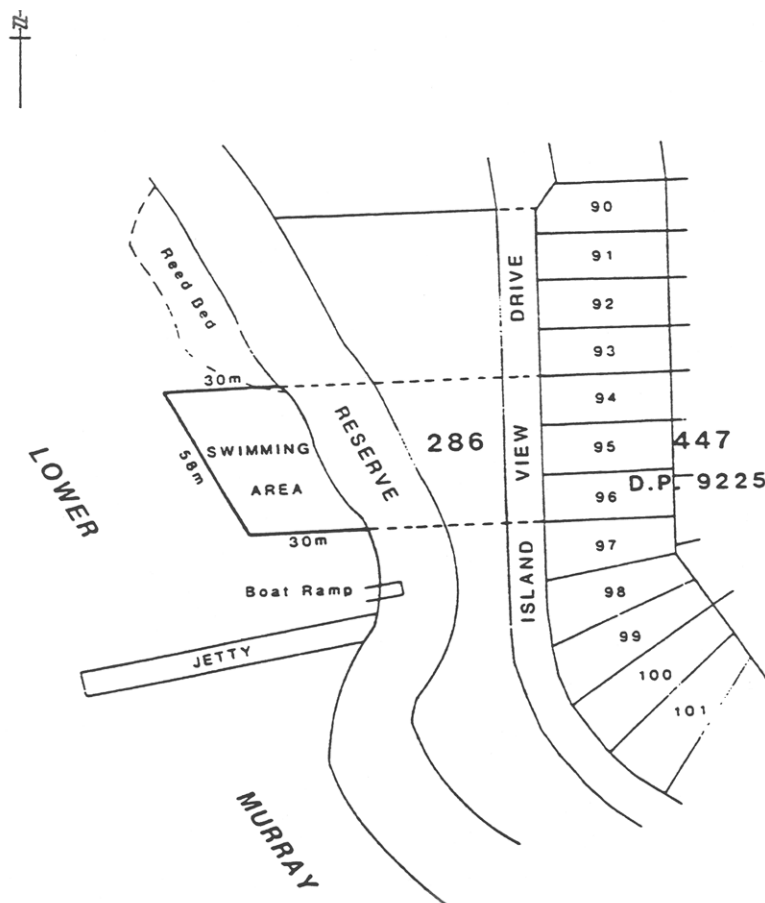 N
90
91
DRIVE
Reed Bed
92
93
30m
94
RESERVE
286
VIEW
95
447
SWIMMING
AREA
58m
LOWER
96
D.P. 9225
30m
97
ISLAND
Boat Ramp
98
99
JETTY
100
101
MURRAY